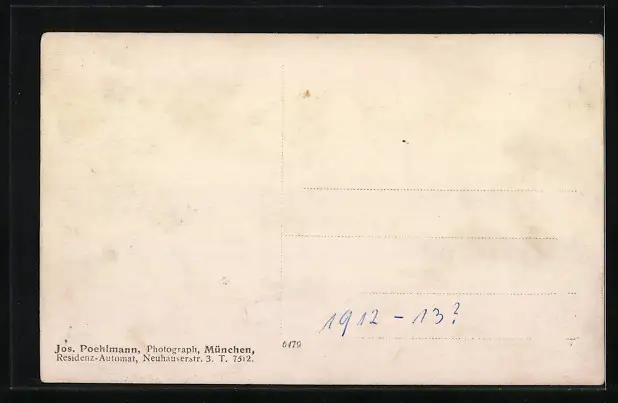 1912 - 13?
Jos. Poehlmann, Photograph, München,
Residenz-Automat, Neuhauserstr. 3. T. 7512.
6179